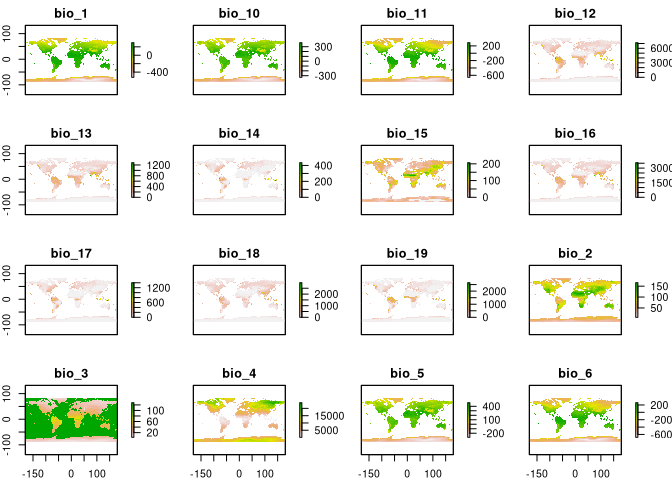 bio_1 bio_10 bio_11 bio_12
100 0 -100
0 -400
300 0 -300
200 -200 -600
6000 3000 0
bio_13 bio_14 bio_15 bio_16
100 0 -100
1200 800 400 0
400 200 0
200 100 0
3000 1500 0
bio_17 bio_18 bio_19 bio_2
100 0 -100
1200 600 0
2000 1000 0
2000 1000 0
150 100 50
bio_3 bio_4 bio_5 bio_6
100 0 -100
100 60 20
15000 5000
400 100 -200
200 -200 -600
-150 0 100 -150 0 100 -150 0 100 -150 0 100